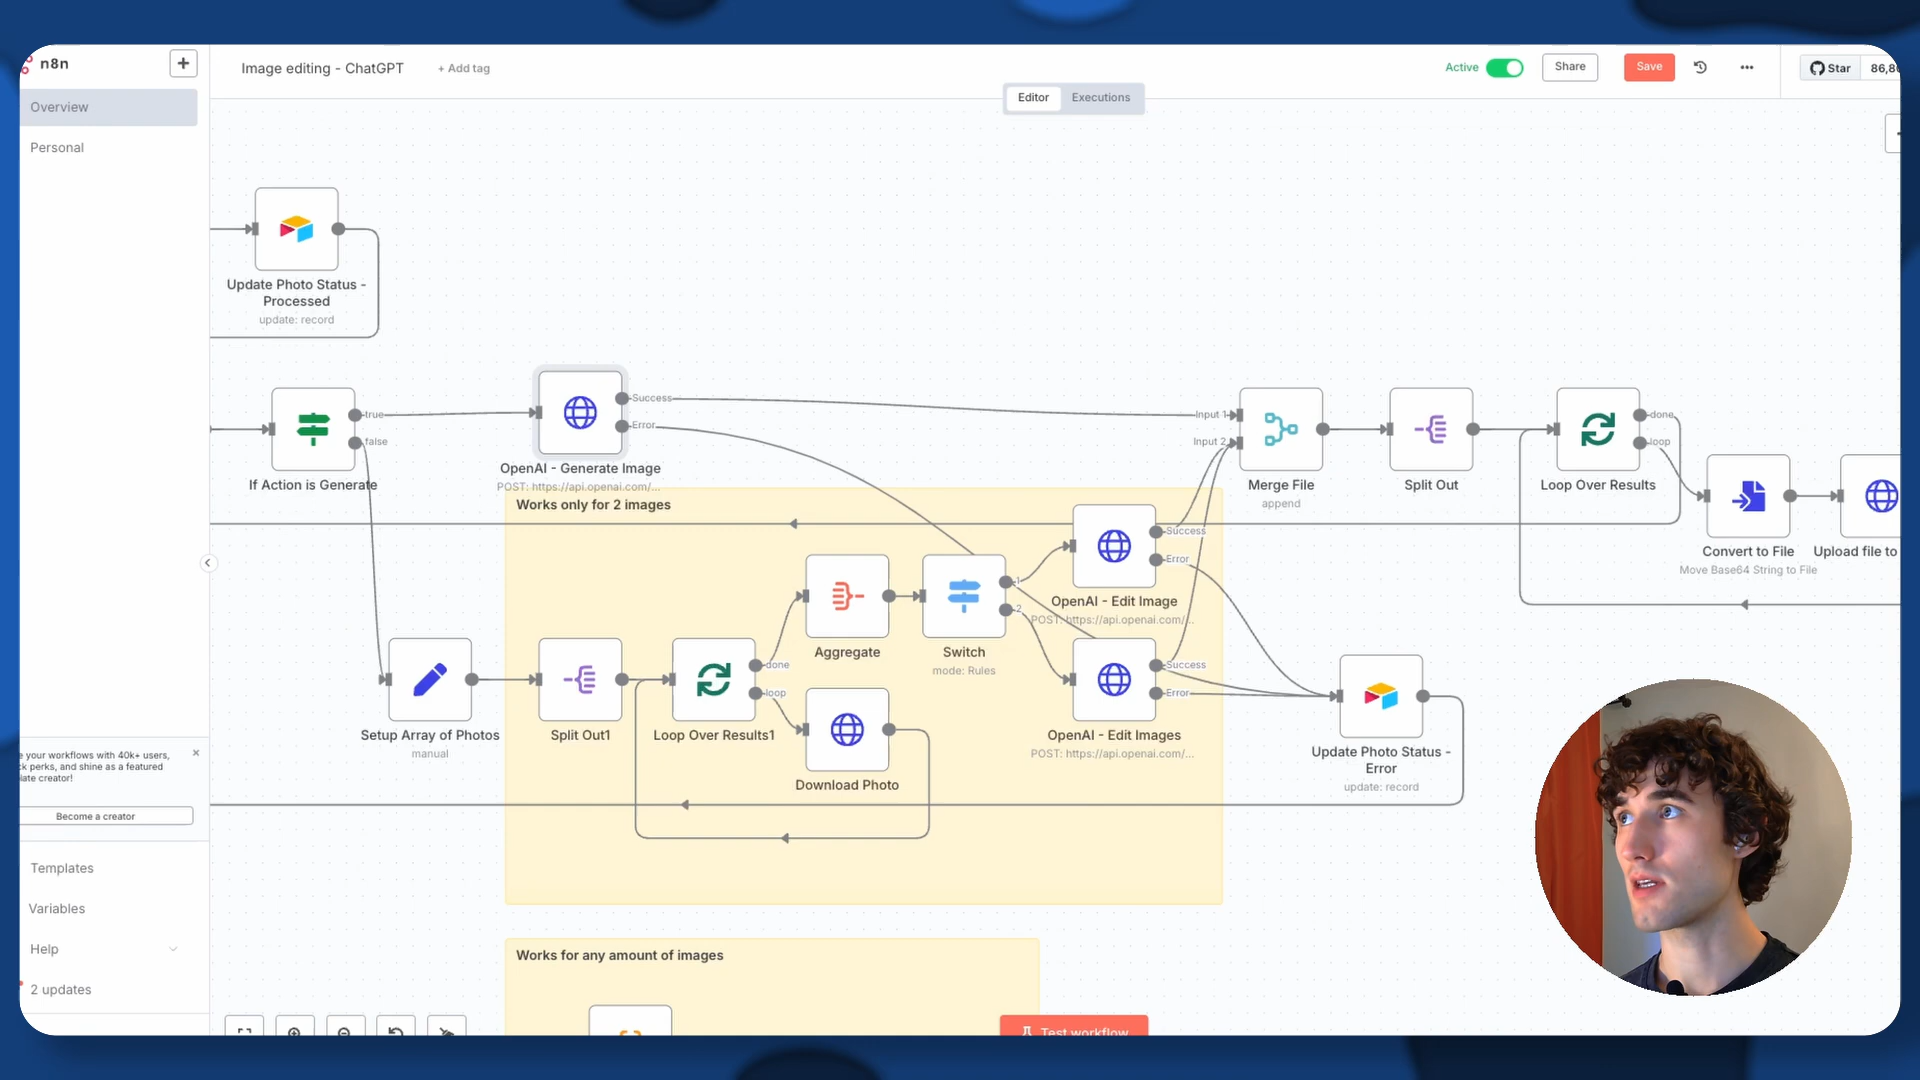 n8n
Image editing - ChatGPT
+ Add tag
Active
Share
Save
Star
Editor
Executions
Overview
Personal
Update Photo Status -
Processed
update: record
true
false
If Action is Generate
Success
Error
OpenAI - Generate Image
POST: https://api.openai.com/...
Input 1
Input 2
Merge File
append
Split Out
done
loop
Loop Over Results
Convert to File
Move Base64 String to File
Upload file to
Works only for 2 images
Setup Array of Photos
manual
Split Out1
done
loop
Loop Over Results1
Aggregate
Download Photo
1
2
Switch
mode: Rules
Success
Error
OpenAI - Edit Image
POST: https://api.openai.com/...
Success
Error
OpenAI - Edit Images
POST: https://api.openai.com/...
Update Photo Status -
Error
update: record
e your workflows with 40k+ users,
ck perks, and shine as a featured
late creator!
Become a creator
Templates
Variables
Help
2 updates
Works for any amount of images
Test workflow